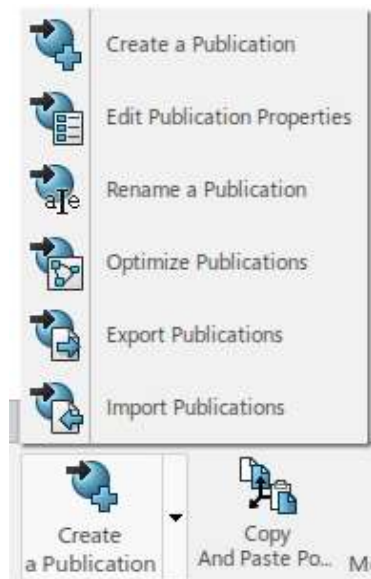 Create a Publication
Edit Publication Properties
aIe Rename a Publication
Optimize Publications
Export Publications
Import Publications
Create
a Publication
Copy
And Paste Po...